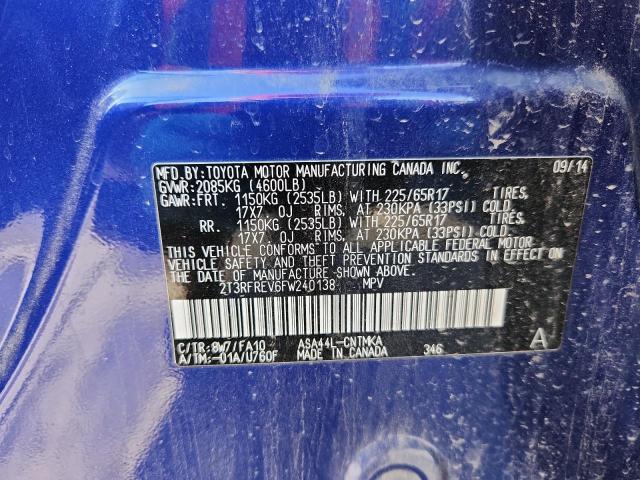 MFD. BY: TOYOTA MOTOR MANUFACTURING CANADA INC. 09/14
GVWR: 2085KG (4600LB)
GAWR: FRT. 1150KG (2535LB) WITH 225/65R17 TIRES,
17X7.0J RIMS, AT 230KPA (33PSI) COLD.
RR. 1150KG (2535LB) WITH 225/65R17 TIRES,
17X7.0J RIMS, AT 230KPA (33PSI) COLD.
THIS VEHICLE CONFORMS TO ALL APPLICABLE FEDERAL MOTOR
VEHICLE SAFETY AND THEFT PREVENTION STANDARDS IN EFFECT
ON THE DATE OF MANUFACTURE SHOWN ABOVE.
2T3RFREV6FW240138 MPV
C/TR: 8W7/FA10 ASA44L-CNTMKA
A/TM: -01A/U760F MADE IN CANADA 346 A